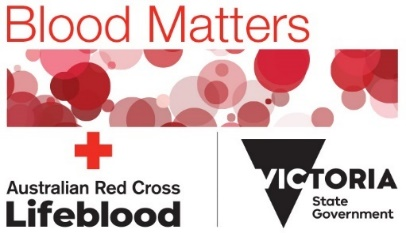 Blood Matters
Australian Red Cross
Lifeblood
VICTORIA
State
Government